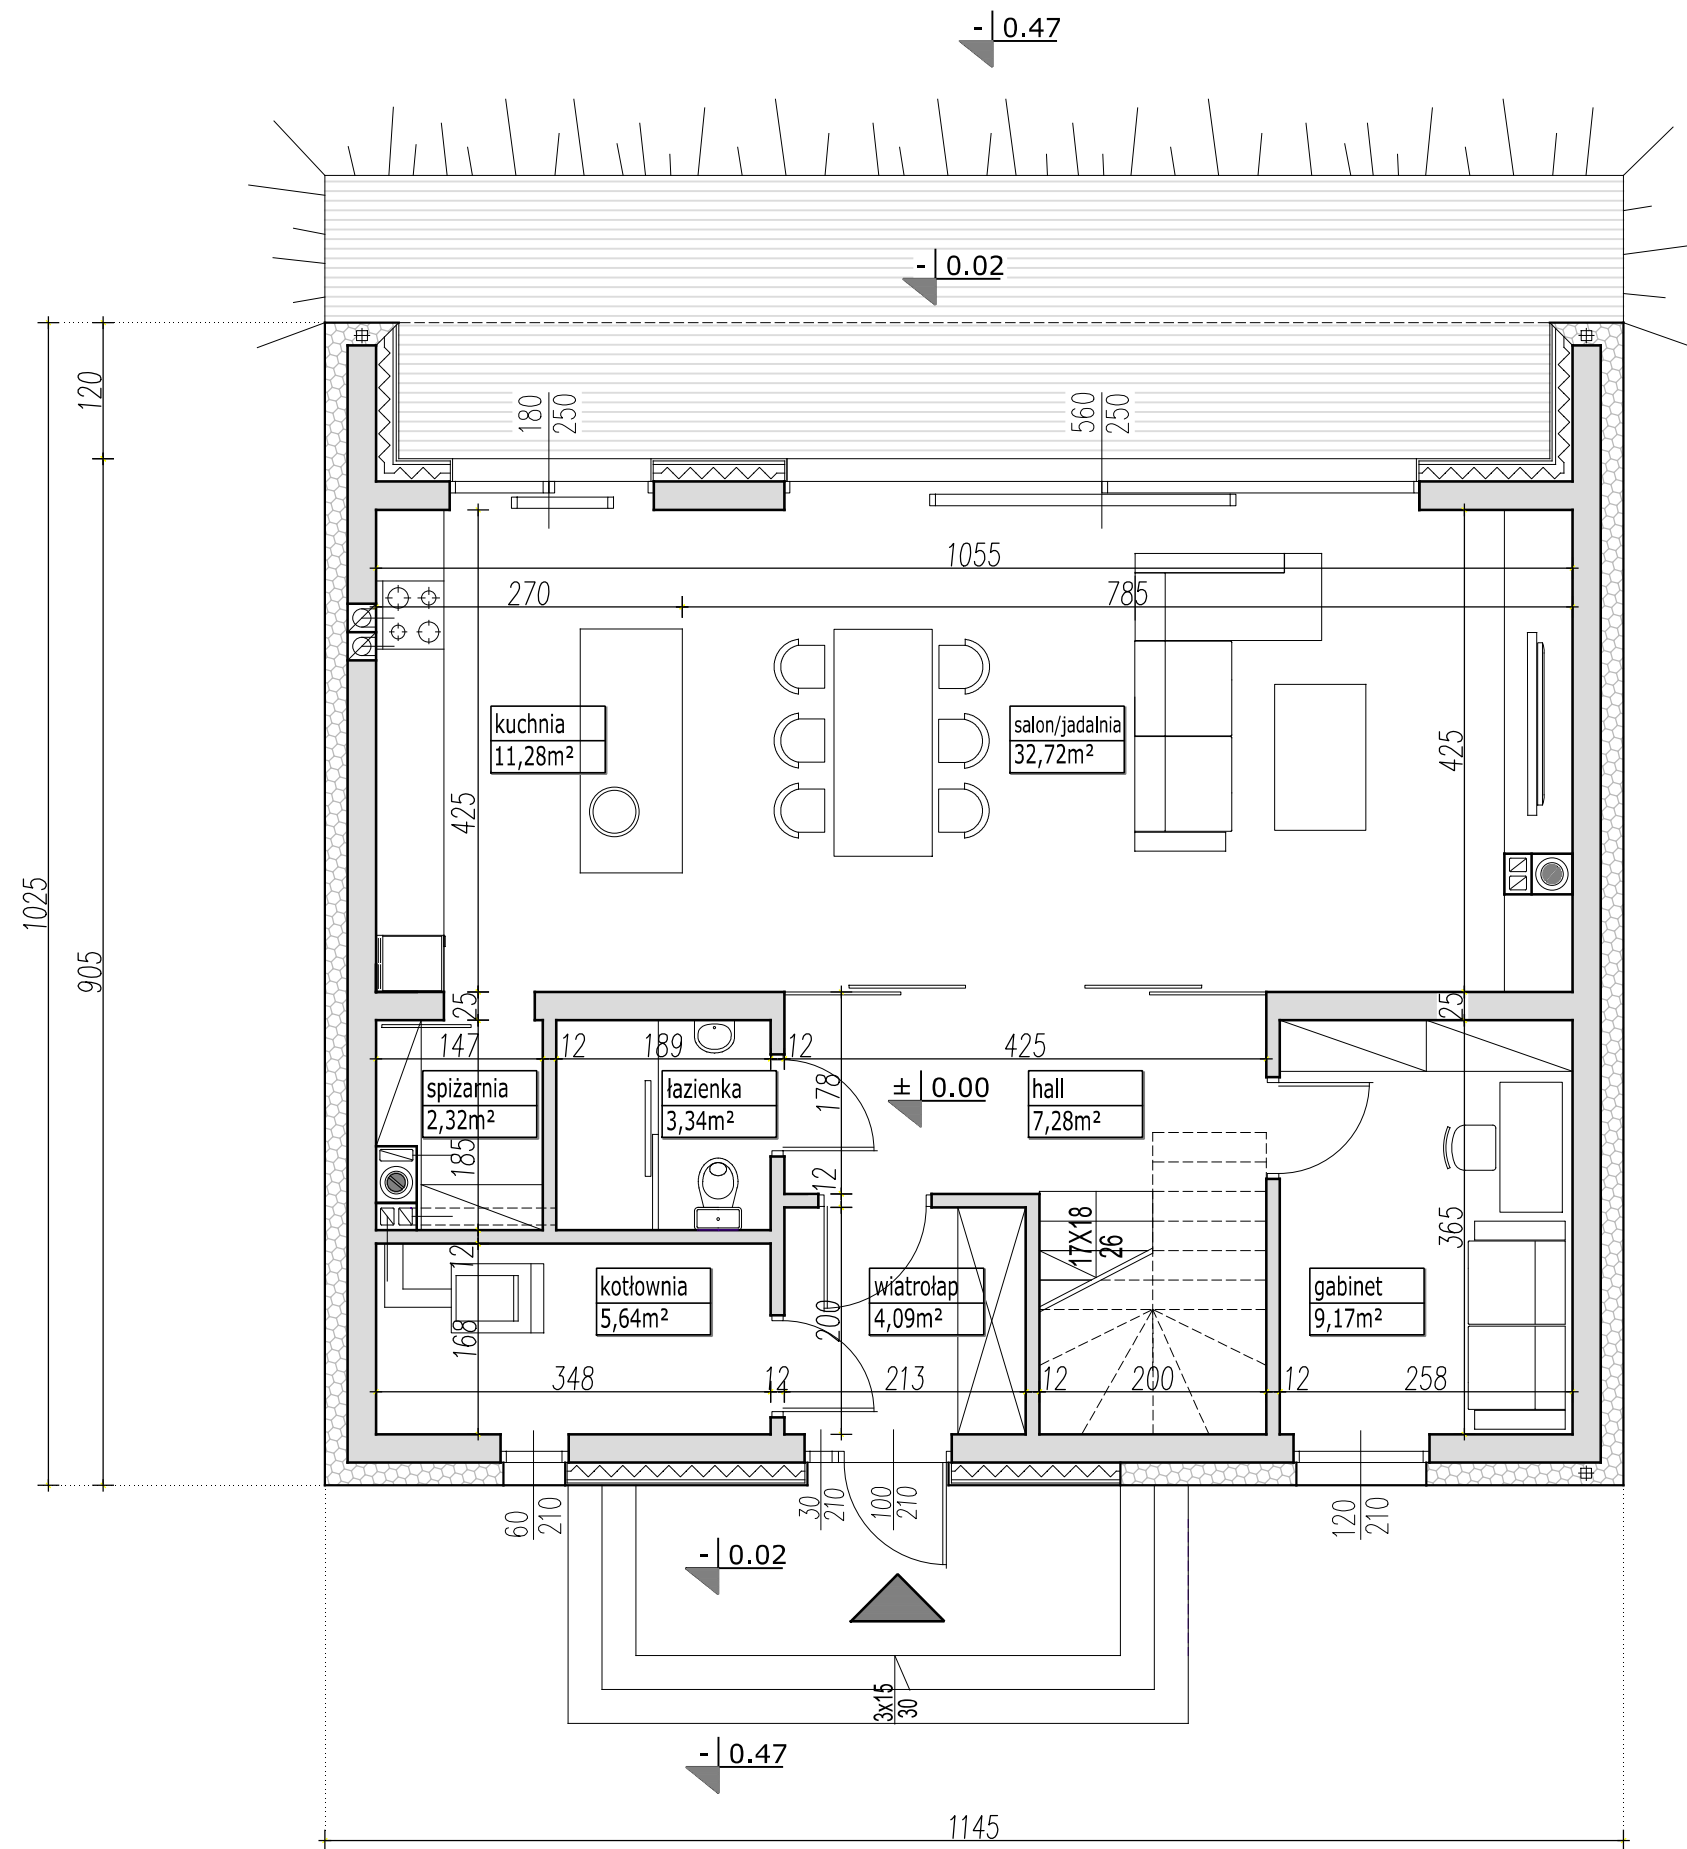 - 0.47
- 0.02
180
250
560
250
120
1055
270
785
kuchnia
11,28m²
salon/jadalnia
32,72m²
425
425
1025
905
25
25
147
12
189
12
425
spiżarnia
2,32m²
łazienka
3,34m²
178
± 0.00
hall
7,28m²
185
12
17X18
26
365
12
kotłownia
5,64m²
wiatrołap
4,09m²
gabinet
9,17m²
168
200
348
12
213
12
200
12
258
60
210
30
210
100
210
120
210
- 0.02
3x15
30
- 0.47
1145